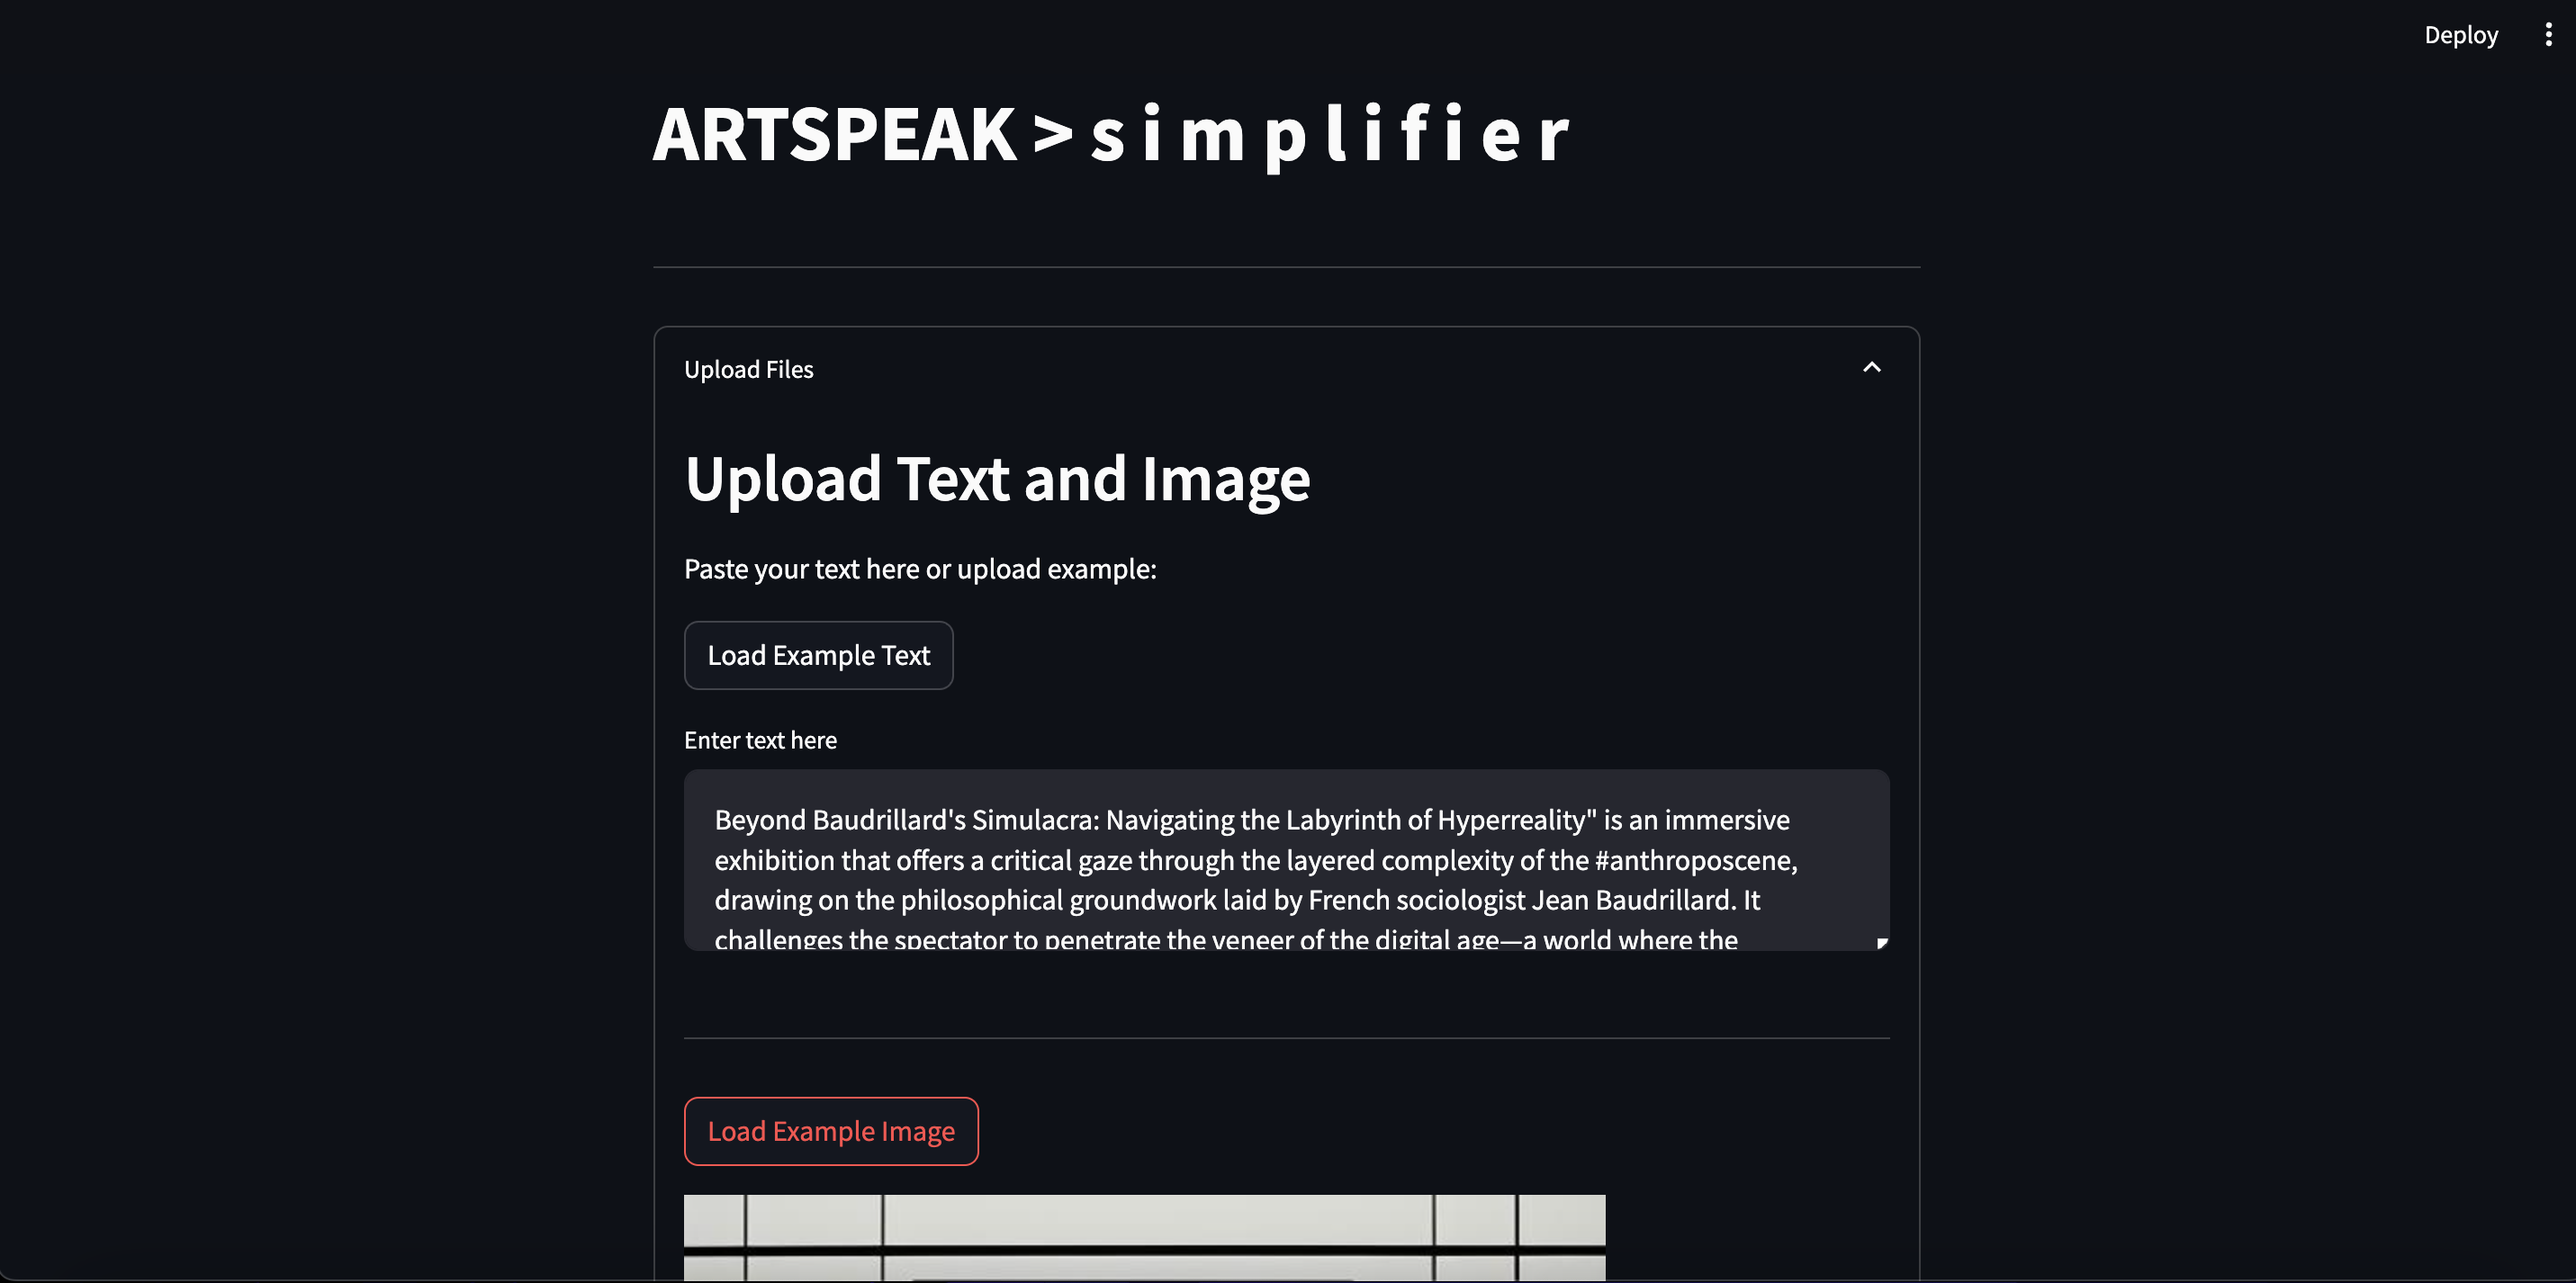 Deploy
ARTSPEAK > s i m p l i f i e r
Upload Files
Upload Text and Image
Paste your text here or upload example:
Load Example Text
Enter text here
Beyond Baudrillard's Simulacra: Navigating the Labyrinth of Hyperreality" is an immersive
exhibition that offers a critical gaze through the layered complexity of the #anthroposcene,
drawing on the philosophical groundwork laid by French sociologist Jean Baudrillard. It
challenges the spectator to penetrate the veneer of the digital age—a world where the
Load Example Image